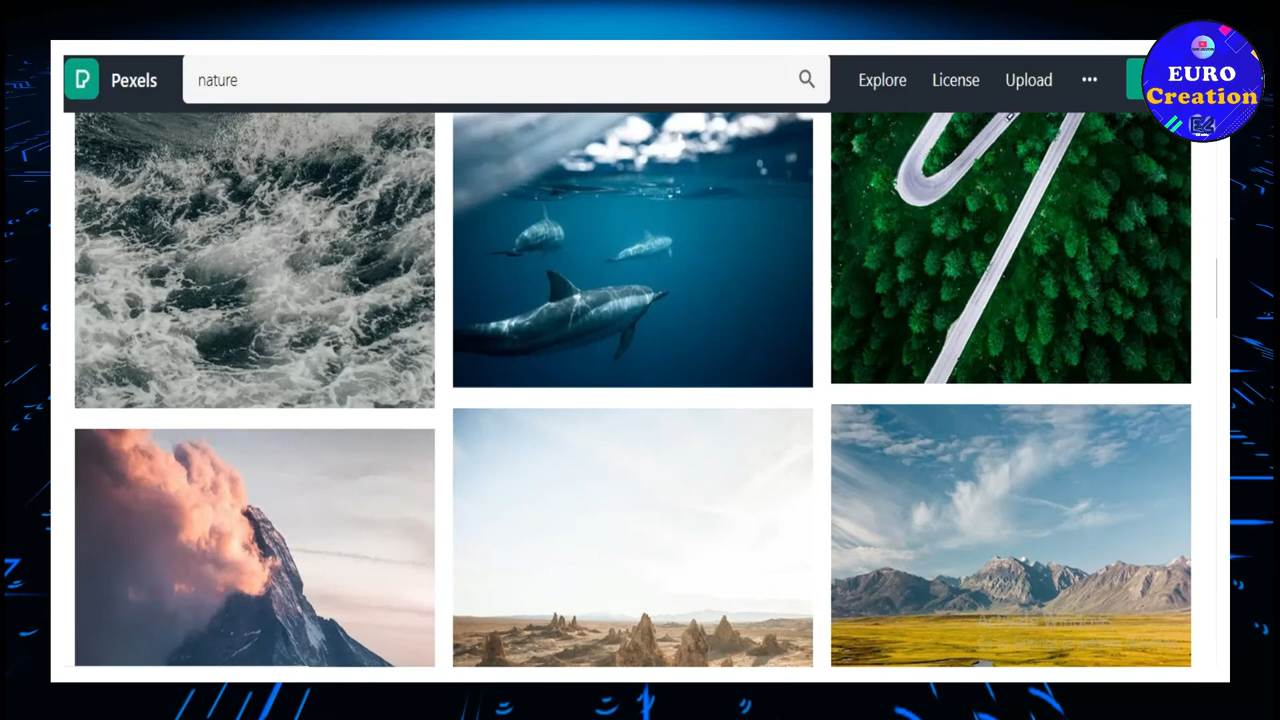 Pexels
nature
Explore
License
Upload
EURO
Creation